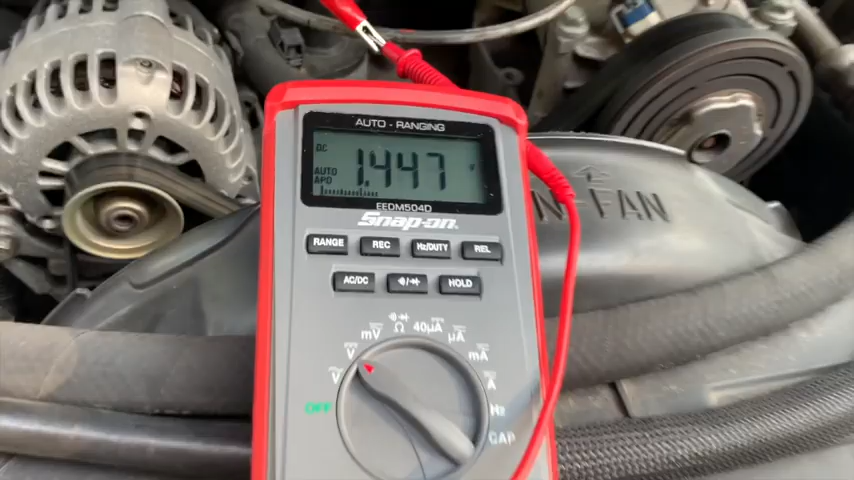 AUTO - RANGING
DC
AUTO
APO
1.447
V
EEDM504D
Snap-on
RANGE
REC
Hz/DUTY
REL
AC/DC
HOLD
mV
Ω
40µA
µA
mA
V
V
A
OFF
Hz
CAP
FAN